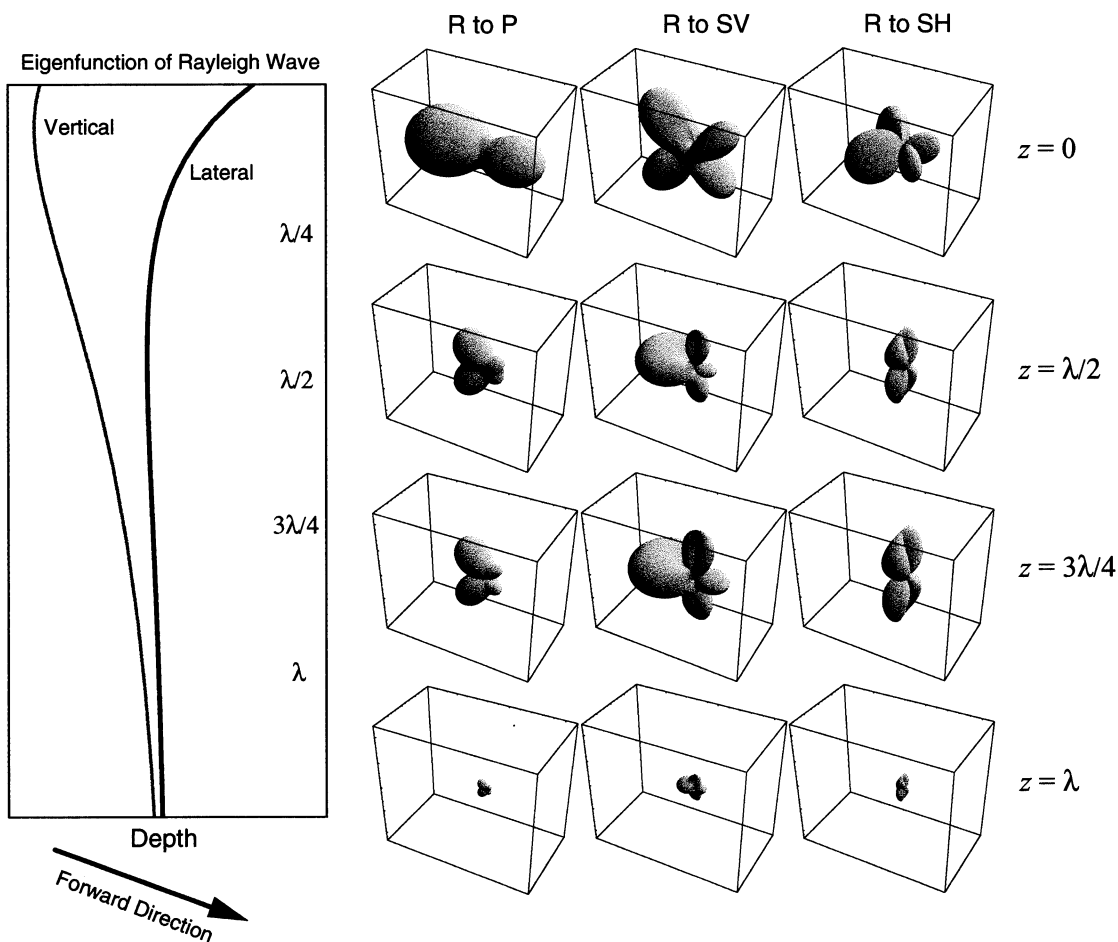 R to P
R to SV
R to SH
Eigenfunction of Rayleigh Wave
Vertical
Lateral
λ/4
λ/2
3λ/4
λ
Depth
Forward Direction
z = 0
z = λ/2
z = 3λ/4
z = λ